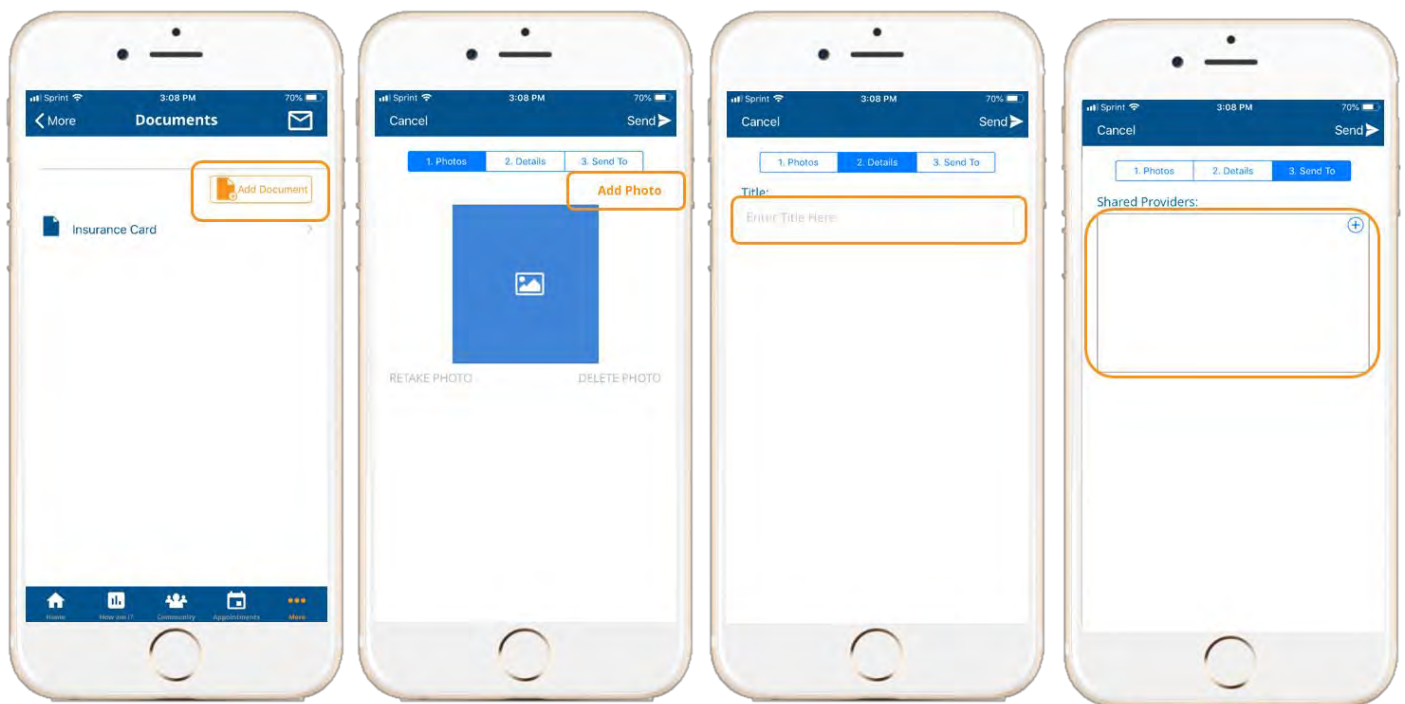 Sprint 3:08 PM 70%
More Documents
Add Document
Insurance Card
Home How am I? Community Appointments More
Sprint 3:08 PM 70%
Cancel Send
1. Photos 2. Details 3. Send To
Add Photo
RETAKE PHOTO DELETE PHOTO
Sprint 3:08 PM 70%
Cancel Send
1. Photos 2. Details 3. Send To
Title:
Enter Title Here
Sprint 3:08 PM 70%
Cancel Send
1. Photos 2. Details 3. Send To
Shared Providers: